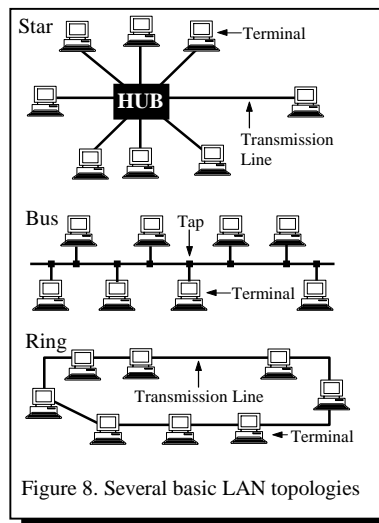 Star
Terminal
HUB
Transmission
Line
Bus
Tap
Terminal
Ring
Transmission Line
Terminal
Figure 8. Several basic LAN topologies